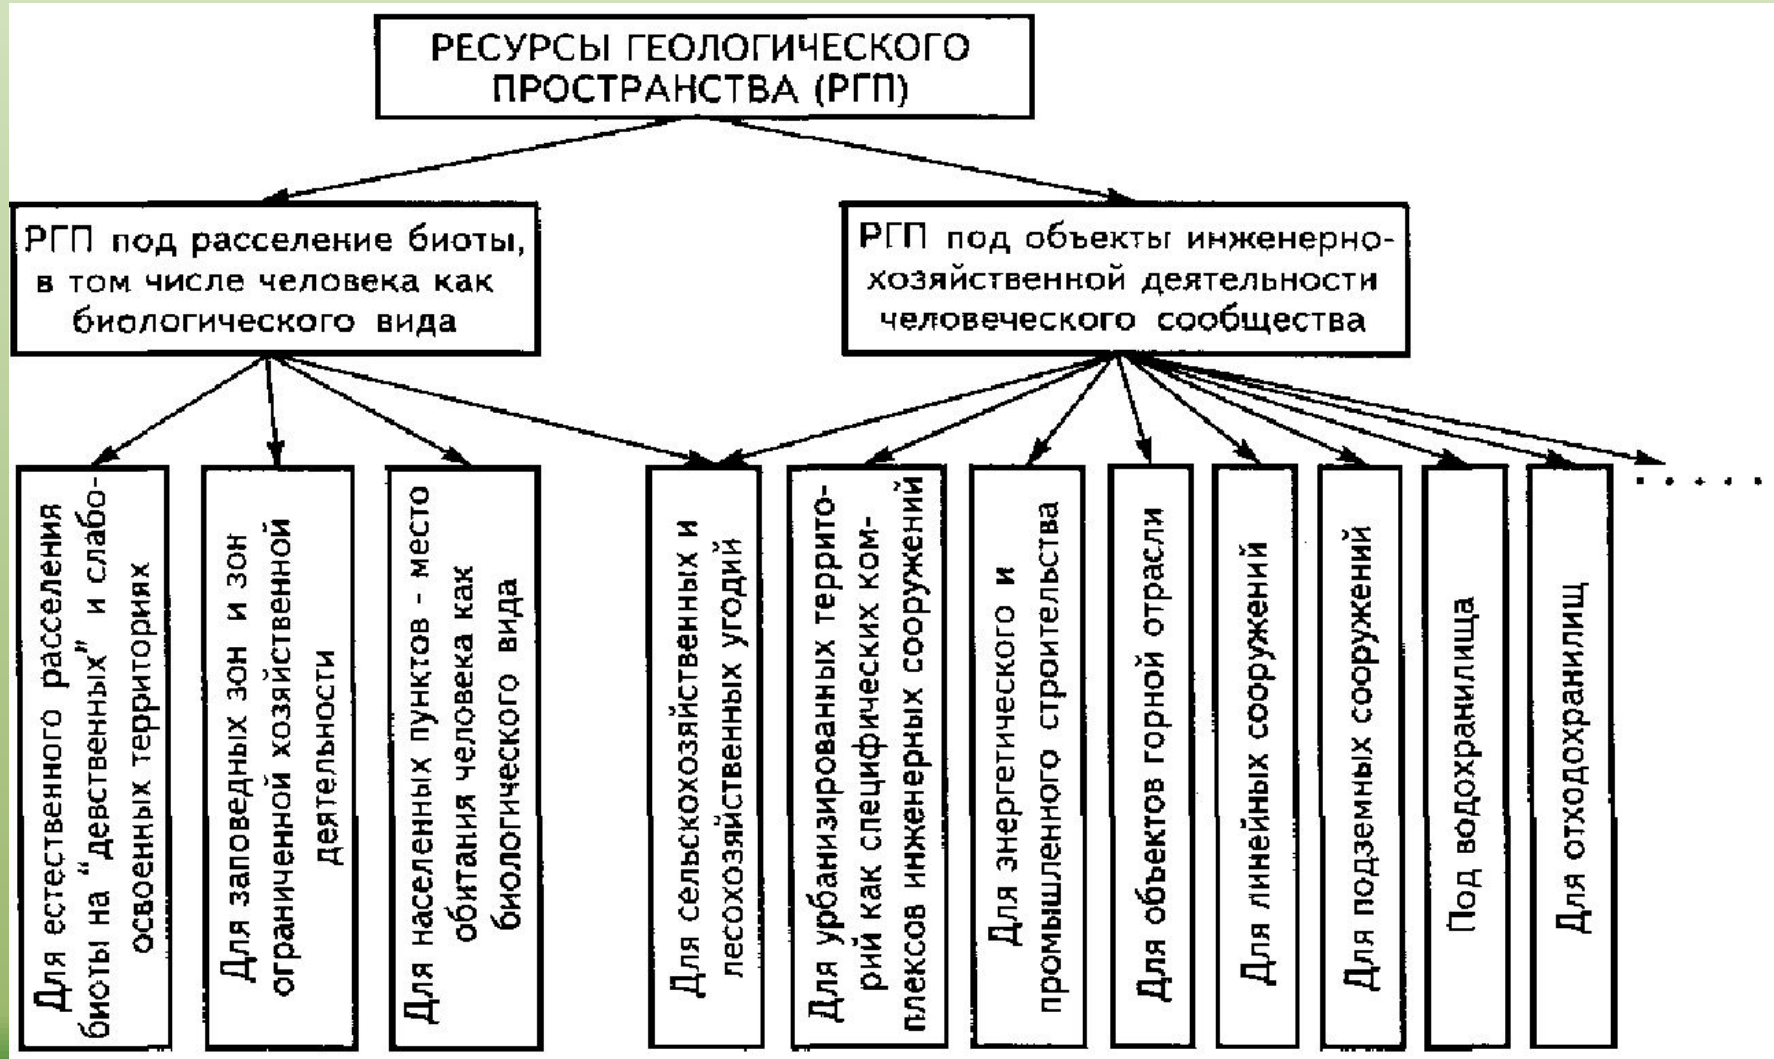 РЕСУРСЫ ГЕОЛОГИЧЕСКОГО
ПРОСТРАНСТВА (РГП)
РГП под расселение биоты,
в том числе человека как
биологического вида
РГП под объекты инженерно-
хозяйственной деятельности
человеческого сообщества
Для естественного расселения
биоты на “девственных” и слабо-
освоенных территориях
Для заповедных зон и зон
ограниченной хозяйственной
деятельности
Для населенных пунктов - место
обитания человека как
биологического вида
Для сельскохозяйственных и
лесохозяйственных угодий
Для урбанизированных террито-
рий как специфических ком-
плексов инженерных сооружений
Для энергетического и
промышленного строительства
Для объектов горной отрасли
Для линейных сооружений
Для подземных сооружений
Под водохранилища
Для отходохранилищ
. . . . .